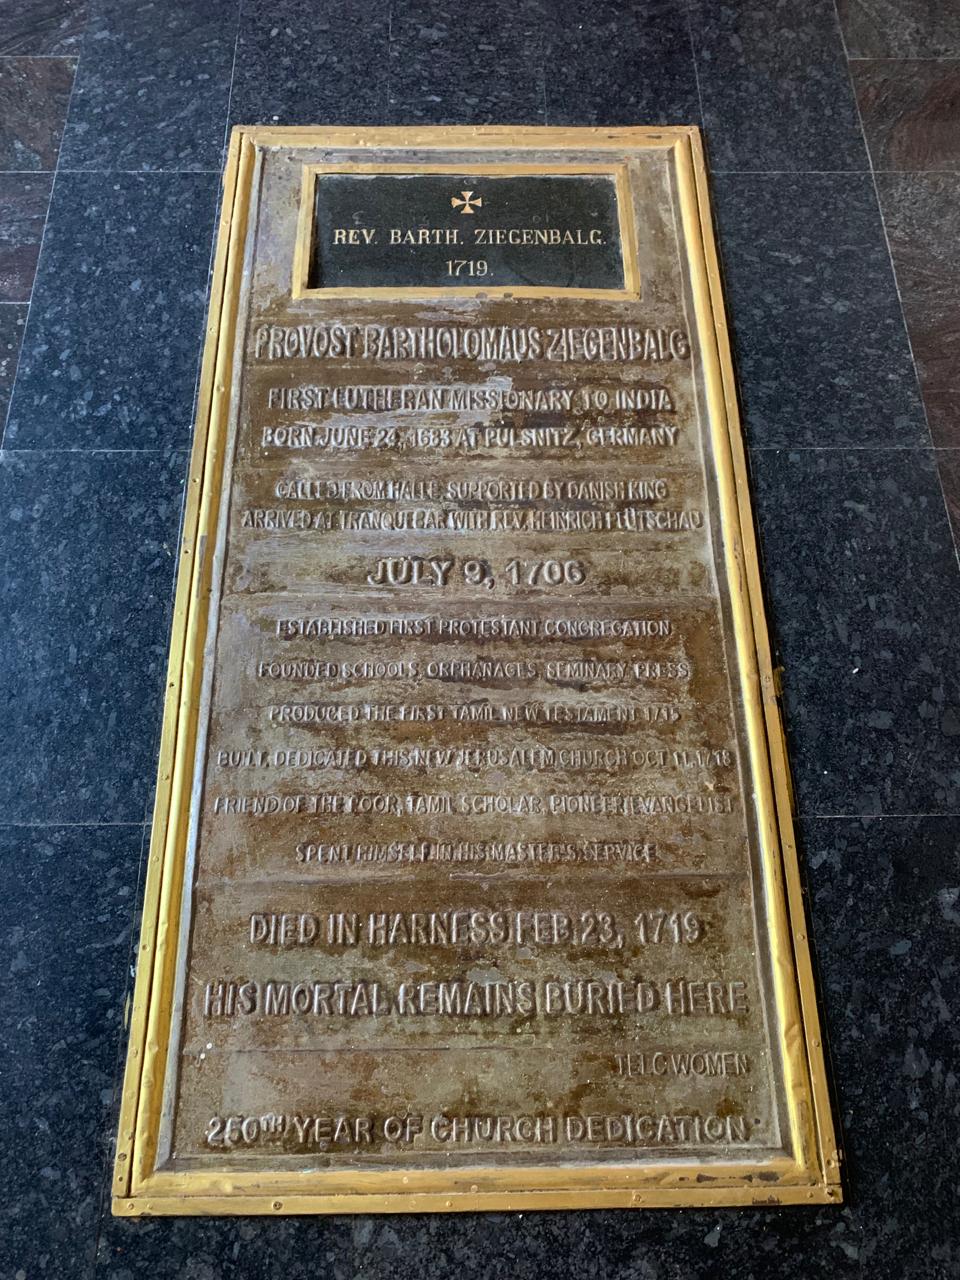 REV. BARTH. ZIEGENBALG.
1719.
PROVOST BARTHOLOMÄUS ZIEGENBALG
FIRST LUTHERAN MISSIONARY TO INDIA
BORN JUNE 24, 1683 AT PULSNITZ, GERMANY
CALLED FROM HALLE, SUPPORTED BY DANISH KING
ARRIVED AT TRANQUEBAR WITH REV. HEINRICH PLÜTSCHAU
JULY 9, 1706
ESTABLISHED FIRST PROTESTANT CONGREGATION
FOUNDED SCHOOLS, ORPHANAGES, SEMINARY, PRESS
PRODUCED THE FIRST TAMIL NEW TESTAMENT 1715
BUILT, DEDICATED THIS NEW JERUSALEM CHURCH OCT 11, 1718
FRIEND OF THE POOR, TAMIL SCHOLAR, PIONEER EVANGELIST
SPENT HIMSELF IN HIS MASTER'S SERVICE
DIED IN HARNESS FEB 23, 1719
HIS MORTAL REMAINS BURIED HERE
TELC WOMEN
250TH YEAR OF CHURCH DEDICATION